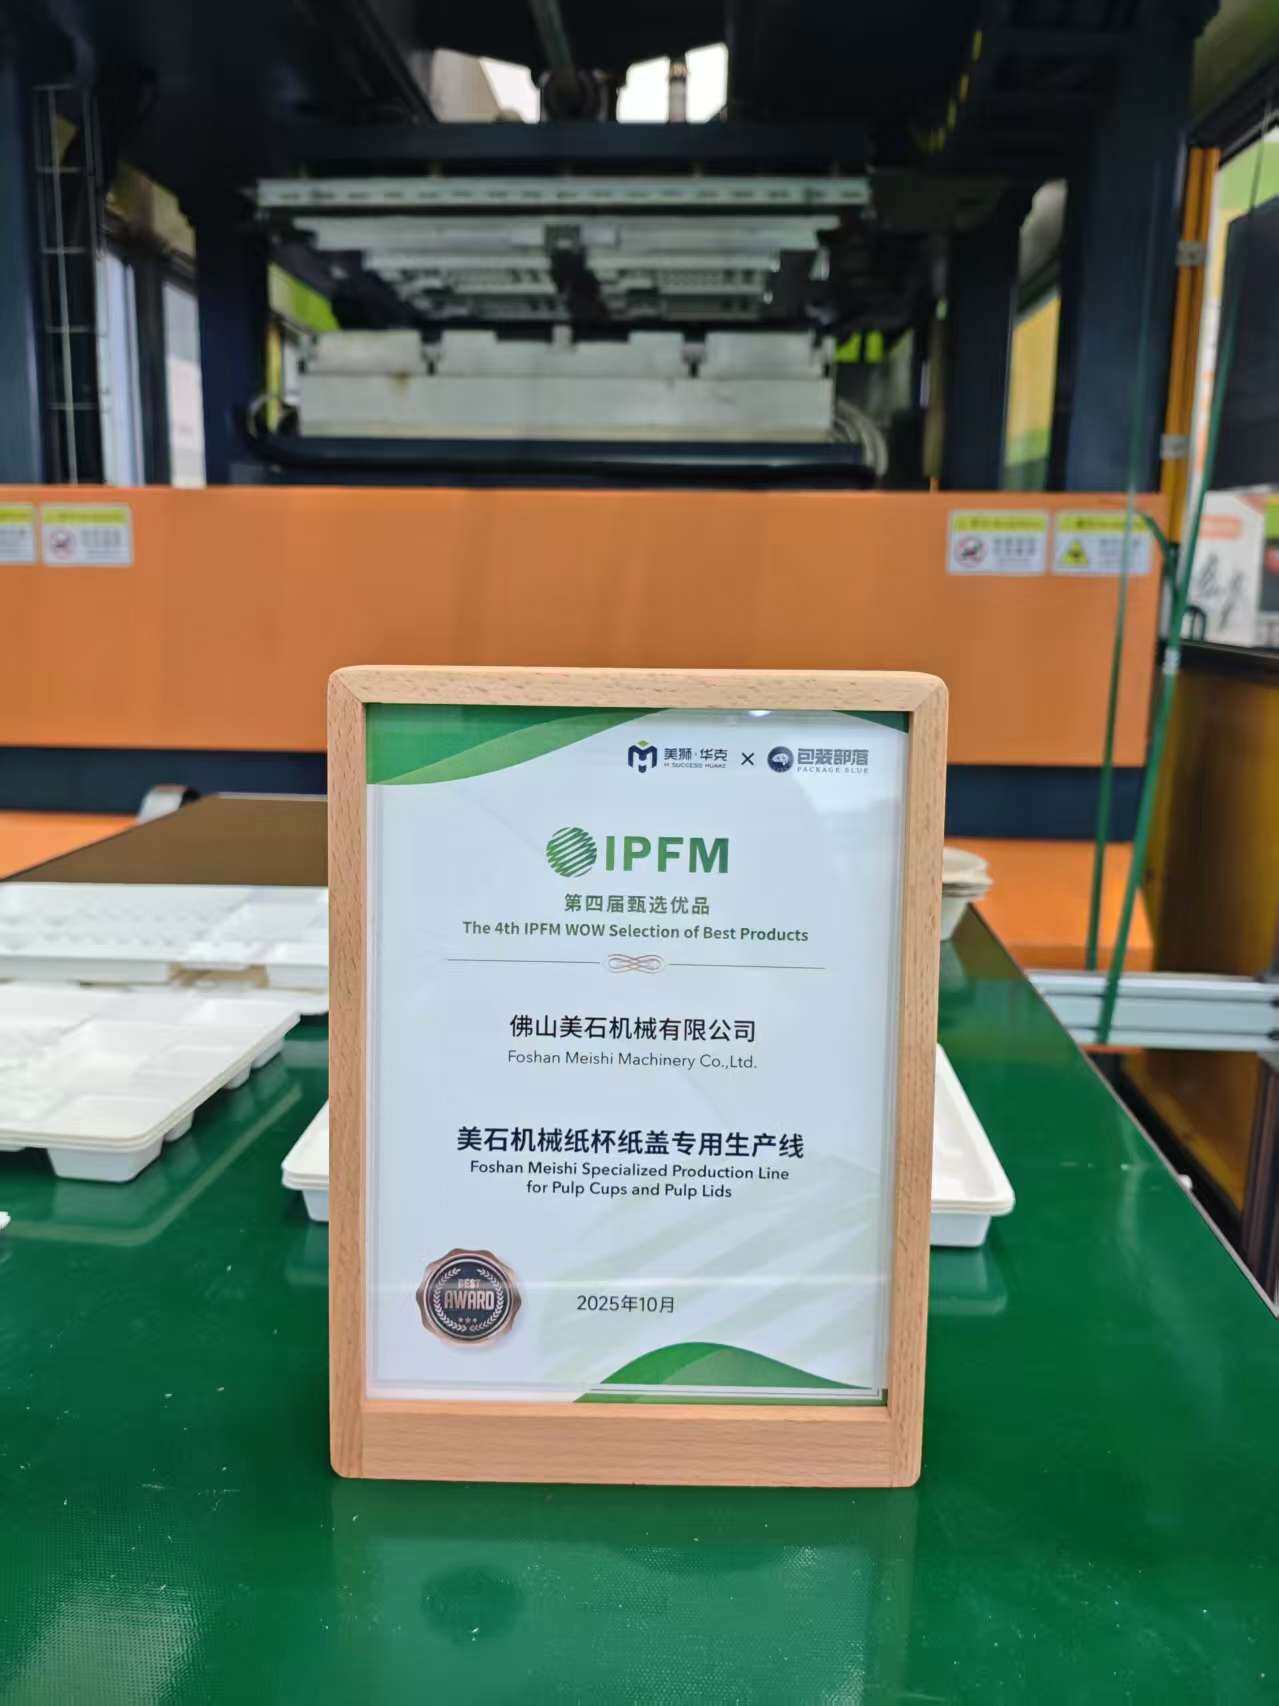 美狮·华克 × 包装部落
M SUCCESS HUAKE PACKAGE BLUE
IPFM
第四届甄选优品
The 4th IPFM WOW Selection of Best Products
佛山美石机械有限公司
Foshan Meishi Machinery Co.,Ltd.
美石机械纸杯纸盖专用生产线
Foshan Meishi Specialized Production Line
for Pulp Cups and Pulp Lids
BEST
AWARD
2025年10月